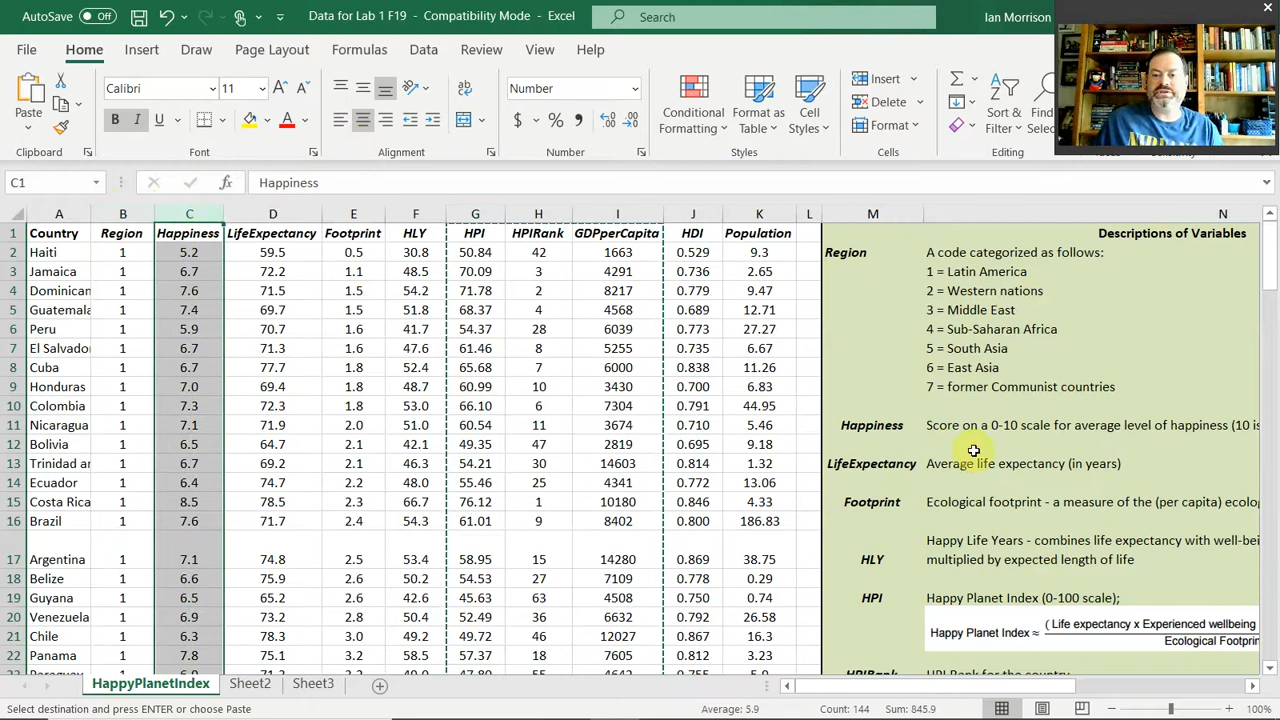 AutoSave Off Data for Lab 1 F19 - Compatibility Mode - Excel Search Ian Morrison
File Home Insert Draw Page Layout Formulas Data Review View Help
Paste Calibri 11 Number Conditional Formatting Format as Table Cell Styles Insert Delete Format Sort & Filter
Clipboard Font Alignment Number Styles Cells Editing
C1 fx Happiness
A B C D E F G H I J K L M N
1 Country Region Happiness LifeExpectancy Footprint HLY HPI HPIRank GDPperCapita HDI Population Descriptions of Variables
2 Haiti 1 5.2 59.5 0.5 30.8 50.84 42 1663 0.529 9.3 Region A code categorized as follows:
3 Jamaica 1 6.7 72.2 1.1 48.5 70.09 3 4291 0.736 2.65 1 = Latin America
4 Dominican 1 7.6 71.5 1.5 54.2 71.78 2 8217 0.779 9.47 2 = Western nations
5 Guatemala 1 7.4 69.7 1.5 51.8 68.37 4 4568 0.689 12.71 3 = Middle East
6 Peru 1 5.9 70.7 1.6 41.7 54.37 28 6039 0.773 27.27 4 = Sub-Saharan Africa
7 El Salvador 1 6.7 71.3 1.6 47.6 61.46 8 5255 0.735 6.67 5 = South Asia
8 Cuba 1 6.7 77.7 1.8 52.4 65.68 7 6000 0.838 11.26 6 = East Asia
9 Honduras 1 7.0 69.4 1.8 48.7 60.99 10 3430 0.700 6.83 7 = former Communist countries
10 Colombia 1 7.3 72.3 1.8 53.0 66.10 6 7304 0.791 44.95
11 Nicaragua 1 7.1 71.9 2.0 51.0 60.54 11 3674 0.710 5.46 Happiness Score on a 0-10 scale for average level of happiness (10 is
12 Bolivia 1 6.5 64.7 2.1 42.1 49.35 47 2819 0.695 9.18
13 Trinidad an 1 6.7 69.2 2.1 46.3 54.21 30 14603 0.814 1.32 LifeExpectancy Average life expectancy (in years)
14 Ecuador 1 6.4 74.7 2.2 48.0 55.46 25 4341 0.772 13.06
15 Costa Rica 1 8.5 78.5 2.3 66.7 76.12 1 10180 0.846 4.33 Footprint Ecological footprint - a measure of the (per capita) ecolog
16 Brazil 1 7.6 71.7 2.4 54.3 61.01 9 8402 0.800 186.83
Happy Life Years - combines life expectancy with well-bei
17 Argentina 1 7.1 74.8 2.5 53.4 58.95 15 14280 0.869 38.75 HLY multiplied by expected length of life
18 Belize 1 6.6 75.9 2.6 50.4 54.53 27 7109 0.778 0.29
19 Guyana 1 6.5 65.2 2.6 42.6 45.63 63 4508 0.750 0.74 HPI Happy Planet Index (0-100 scale);
20 Venezuela 1 6.9 73.2 2.8 50.4 52.49 36 6632 0.792 26.58 Happy Planet Index ≈ ( Life expectancy x Experienced wellbeing
21 Chile 1 6.3 78.3 3.0 49.2 49.72 46 12027 0.867 16.3 Ecological Footprin
22 Panama 1 7.8 75.1 3.2 58.5 57.37 18 7605 0.812 3.23
HPIRank HPI Rank for the country
HappyPlanetIndex Sheet2 Sheet3
Select destination and press ENTER or choose Paste Average: 5.9 Count: 144 Sum: 845.9 100%